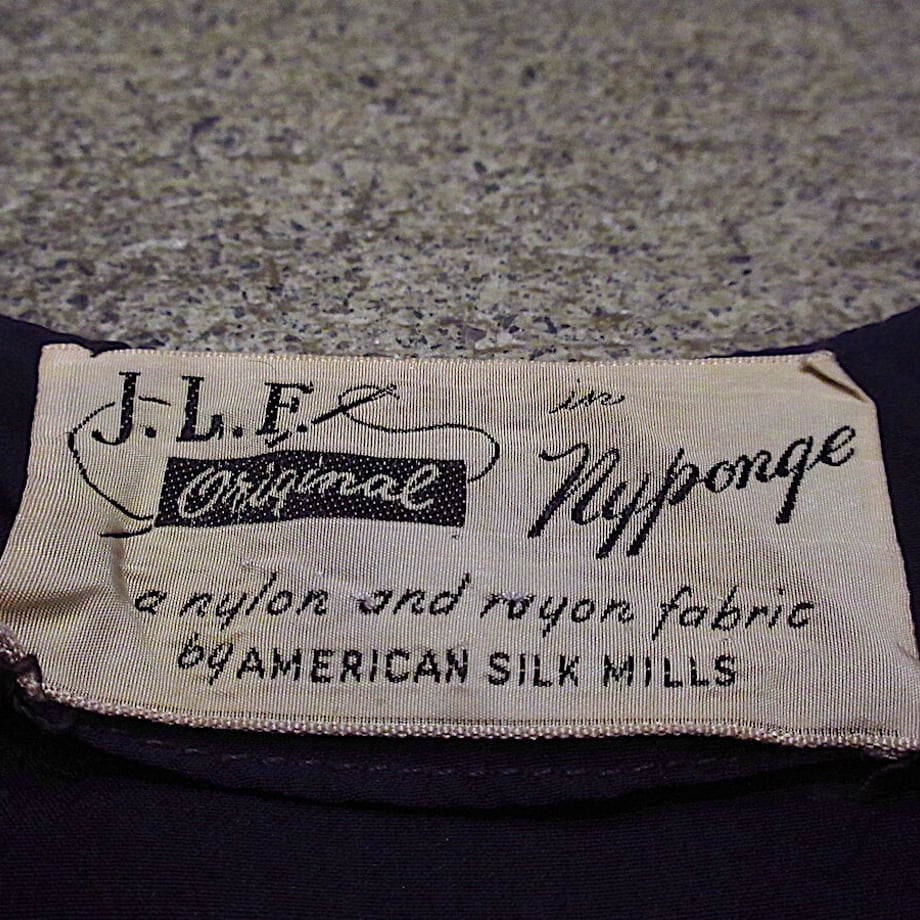 J.L.F.
Original
in
Nyponge
a nylon and rayon fabric
by AMERICAN SILK MILLS